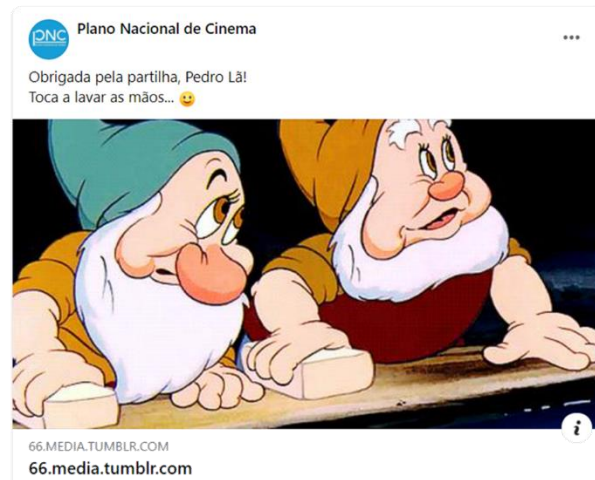 PNC
Plano Nacional de Cinema
Obrigada pela partilha, Pedro Lã!
Toca a lavar as mãos...
66.MEDIA.TUMBLR.COM
66.media.tumblr.com